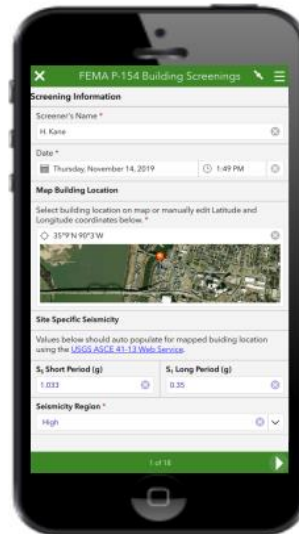 FEMA P-154 Building Screenings
Screening Information
Screener's Name *
H. Kane
Date *
Thursday, November 14, 2019
1:49 PM
Map Building Location
Select building location on map or manually edit Latitude and
Longitude coordinates below. *
35°9'N 90°3'W
Site Specific Seismicity
Values below should auto populate for mapped buiding location
using the USGS ASCE 41-13 Web Service.
Ss Short Period (g)
S1 Long Period (g)
1.033
0.35
Seismicity Region *
High
1 of 18